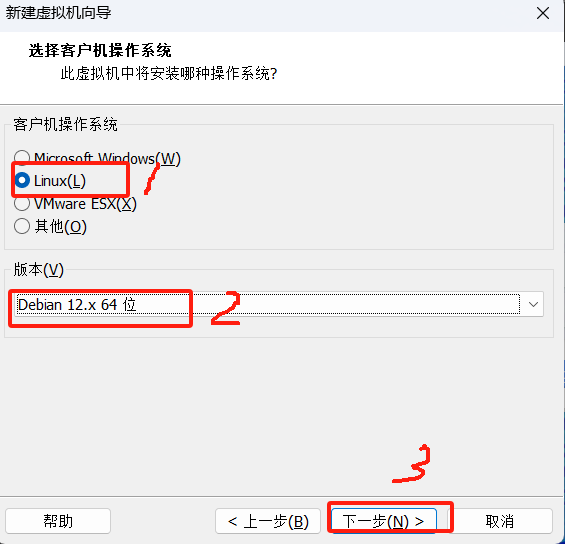 新建虚拟机向导
选择客户机操作系统
此虚拟机中将安装哪种操作系统?
客户机操作系统
Microsoft Windows(W)
Linux(L)
1
VMware ESX(X)
其他(O)
版本(V)
Debian 12.x 64 位
2
3
帮助
< 上一步(B)
下一步(N) >
取消